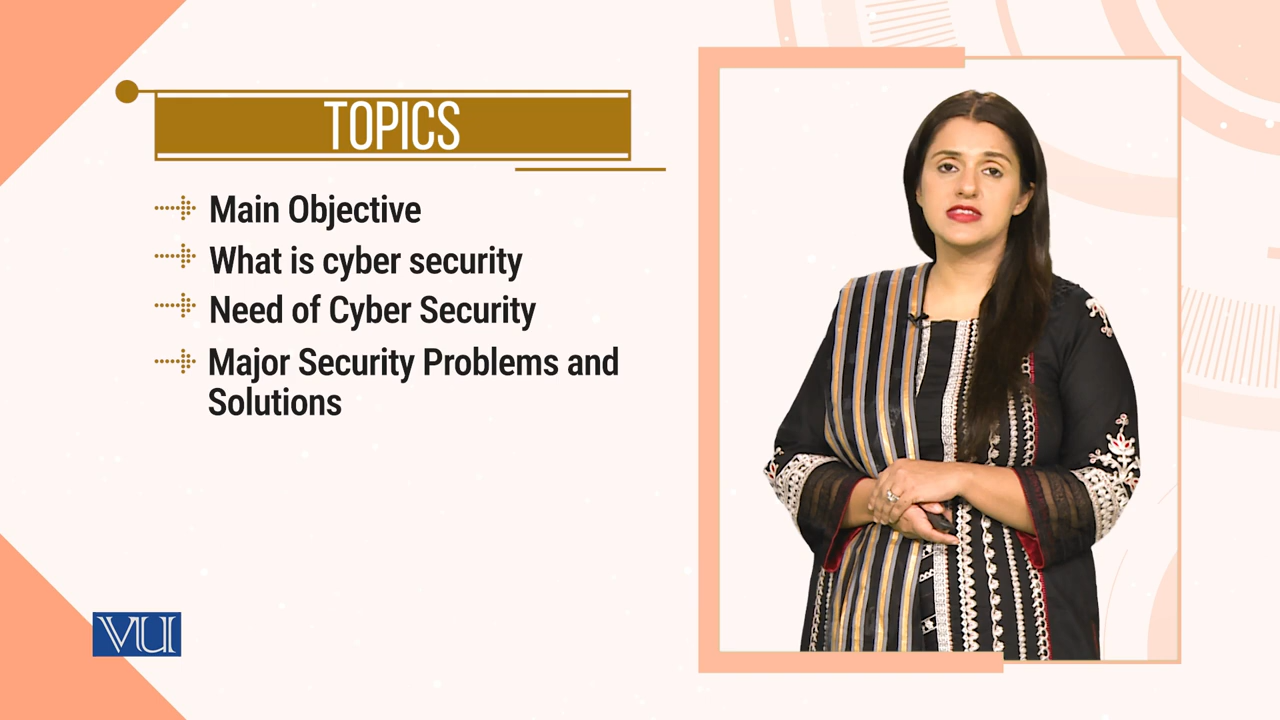 TOPICS
Main Objective
What is cyber security
Need of Cyber Security
Major Security Problems and
Solutions
VU